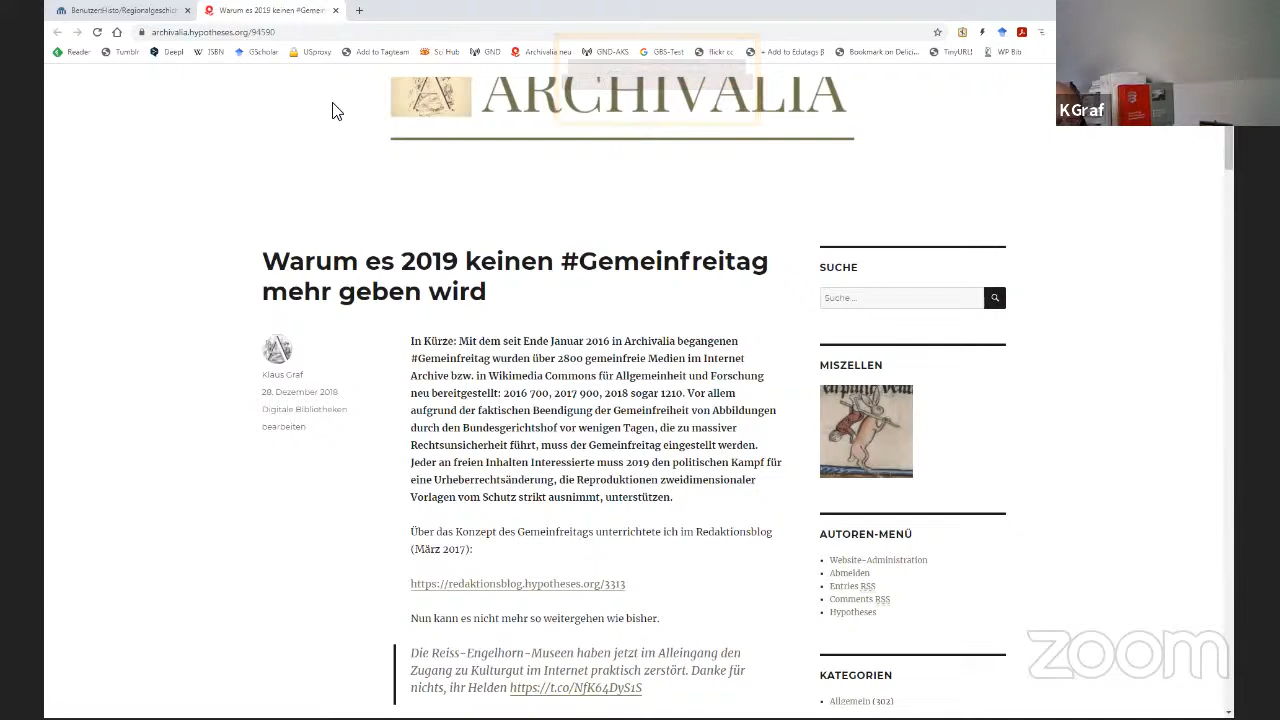 Benutzer:Histo/Regionalgeschich
Warum es 2019 keinen #Gemein
archivalia.hypotheses.org/94590
Reader
Tumblr
Deepl
ISBN
GScholar
USproxy
Add to Tagteam
Sci Hub
GND
Archivalia neu
GND-AKS
GBS-Test
flickr cc
+ Add to Edutags β
Bookmark on Delici...
TinyURL!
WP Bib
KGraf
ARCHIVALIA
Warum es 2019 keinen #Gemeinfreitag
mehr geben wird
Klaus Graf
28. Dezember 2018
Digitale Bibliotheken
bearbeiten
In Kürze: Mit dem seit Ende Januar 2016 in Archivalia begangenen
#Gemeinfreitag wurden über 2800 gemeinfreie Medien im Internet
Archive bzw. in Wikimedia Commons für Allgemeinheit und Forschung
neu bereitgestellt: 2016 700, 2017 900, 2018 sogar 1210. Vor allem
aufgrund der faktischen Beendigung der Gemeinfreiheit von Abbildungen
durch den Bundesgerichtshof vor wenigen Tagen, die zu massiver
Rechtsunsicherheit führt, muss der Gemeinfreitag eingestellt werden.
Jeder an freien Inhalten Interessierte muss 2019 den politischen Kampf für
eine Urheberrechtsänderung, die Reproduktionen zweidimensionaler
Vorlagen vom Schutz strikt ausnimmt, unterstützen.
Über das Konzept des Gemeinfreitags unterrichtete ich im Redaktionsblog
(März 2017):
https://redaktionsblog.hypotheses.org/3313
Nun kann es nicht mehr so weitergehen wie bisher.
Die Reiss-Engelhorn-Museen haben jetzt im Alleingang den
Zugang zu Kulturgut im Internet praktisch zerstört. Danke für
nichts, ihr Helden https://t.co/NfK64DyS1S
SUCHE
Suche...
MISZELLEN
AUTOREN-MENÜ
Website-Administration
Abmelden
Entries RSS
Comments RSS
Hypotheses
KATEGORIEN
Allgemein (302)
zoom